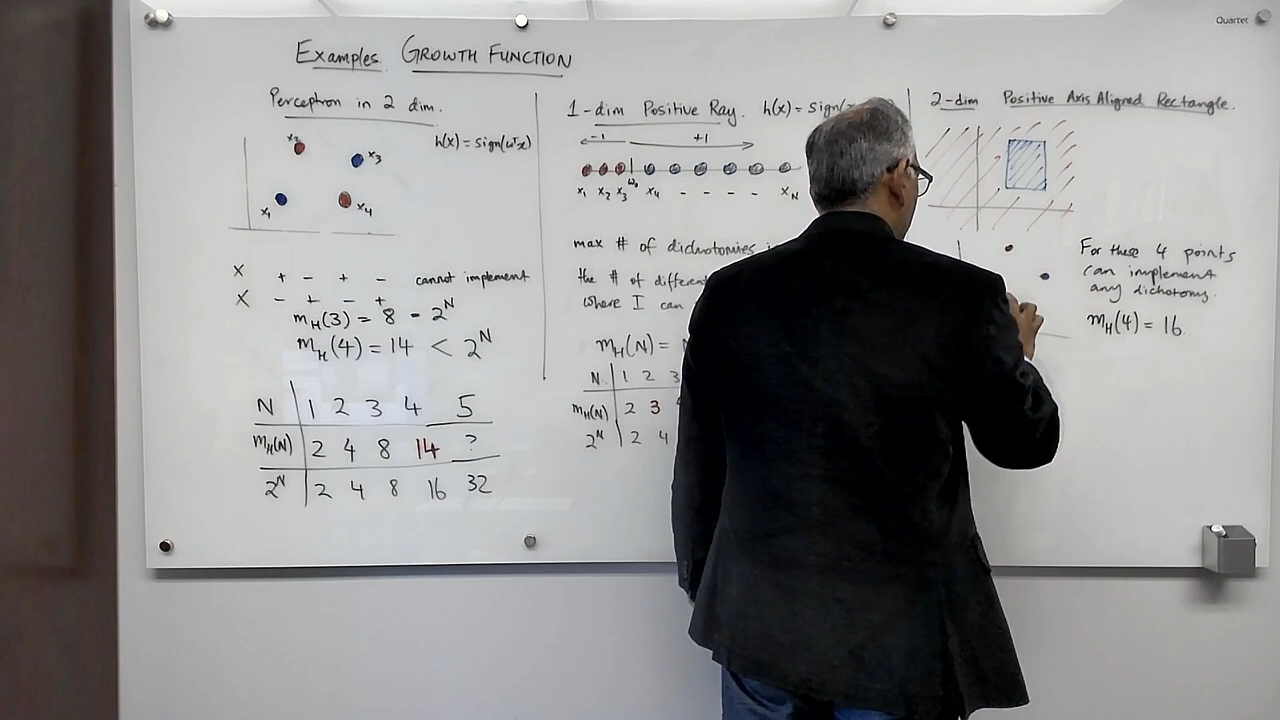 Quartet
Examples. GROWTH FUNCTION
Perceptron in 2 dim.
h(x) = sign(wᵀx)
x₂
x₃
x₁
x₄
x + - + - cannot implement
X - + - +
m_H(3) = 8 = 2^N
m_H(4) = 14 < 2^N
N 1 2 3 4 5
m_H(N) 2 4 8 14 ?
2^N 2 4 8 16 32
1-dim Positive Ray. h(x) = sign(x
-1 +1
w₀
x₁ x₂ x₃ x₄ - - - - x_N
max # of dichotomies
the # of different
where I can
m_H(N) =
N 1 2 3
m_H(N) 2 3
2^N 2 4
2-dim Positive Axis Aligned Rectangle.
For these 4 points
can implement
any dichotomy.
m_H(4) = 16.